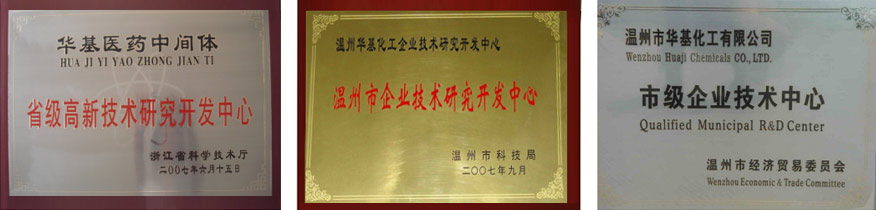 华基医药中间体
HUA JI YI YAO ZHONG JIAN TI
省级高新技术研究开发中心
浙江省科学技术厅
二〇〇七年六月十五日
温州华基化工企业技术研究开发中心
温州市企业技术研究开发中心
温州市科技局
二〇〇七年九月
温州市华基化工有限公司
Wenzhou Huaji Chemicals CO., LTD.
市级企业技术中心
Qualified Municipal R&D Center
温州市经济贸易委员会
Wenzhou Economic & Trade Committee